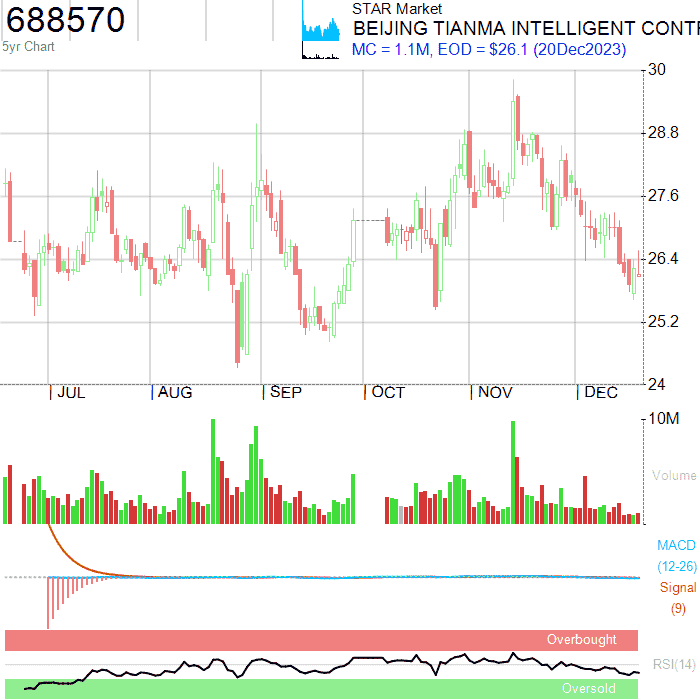 688570
5yr Chart
STAR Market
BEIJING TIANMA INTELLIGENT CONTR
MC = 1.1M, EOD = $26.1 (20Dec2023)
30
28.8
27.6
26.4
25.2
24
JUL AUG SEP OCT NOV DEC
10M
Volume
MACD
(12-26)
Signal
(9)
Overbought
RSI(14)
Oversold